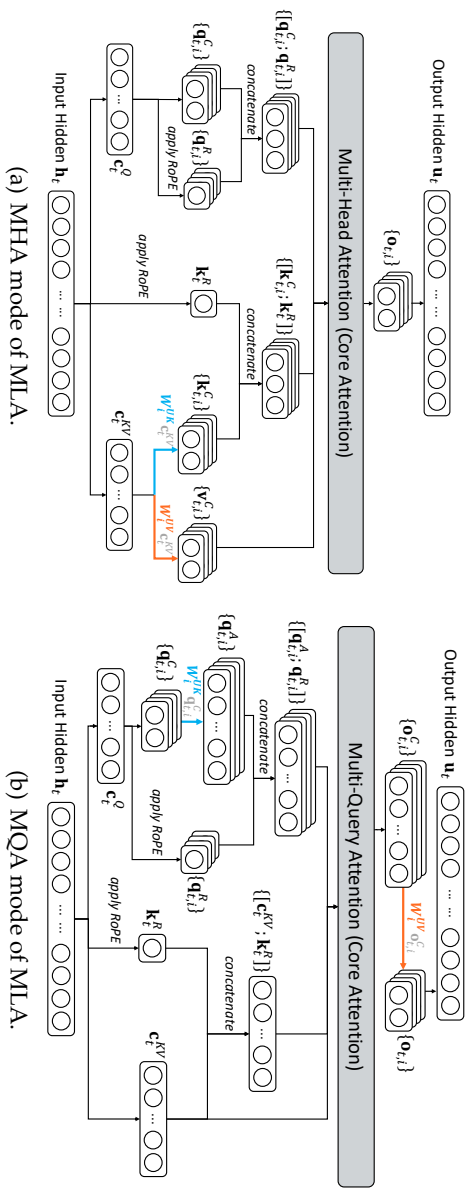 Output Hidden u_t
{o_{t,i}}
Multi-Head Attention (Core Attention)
{[q^C_{t,i}; q^R_{t,i}]}
concatenate
{[k^C_{t,i}; k^R_t]}
concatenate
{q^C_{t,i}}
{q^R_{t,i}}
apply RoPE
k^R_t
{k^C_{t,i}}
{v^C_{t,i}}
W^{UK}_i c^{KV}_t
W^{UV}_i c^{KV}_t
apply RoPE
c^Q_t
c^{KV}_t
Input Hidden h_t
(a) MHA mode of MLA.
Output Hidden u_t
{o^C_{t,i}}
W^{UV}_i o^C_{t,i}
{o_{t,i}}
Multi-Query Attention (Core Attention)
{[q^A_{t,i}; q^R_{t,i}]}
concatenate
{[c^{KV}_t; k^R_t]}
concatenate
{q^A_{t,i}}
W^{UK}_i q^C_{t,i}
{q^C_{t,i}}
{q^R_{t,i}}
apply RoPE
k^R_t
apply RoPE
c^Q_t
c^{KV}_t
Input Hidden h_t
(b) MQA mode of MLA.